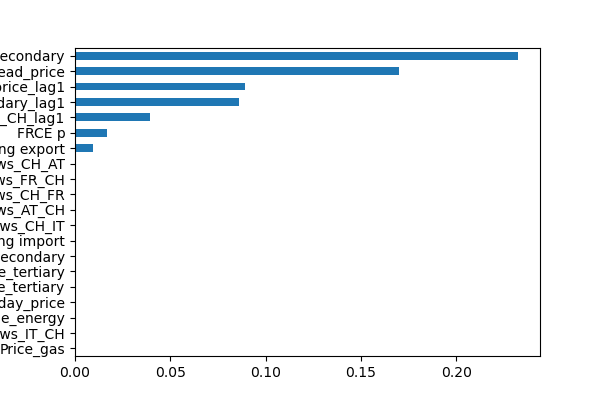 econdary
ead_price
rice_lag1
dary_lag1
_CH_lag1
FRCE p
ng export
ws_CH_AT
ws_FR_CH
ws_CH_FR
ws_AT_CH
ws_CH_IT
ng import
econdary
e_tertiary
e_tertiary
day_price
e_energy
ws_IT_CH
Price_gas
0.00 0.05 0.10 0.15 0.20